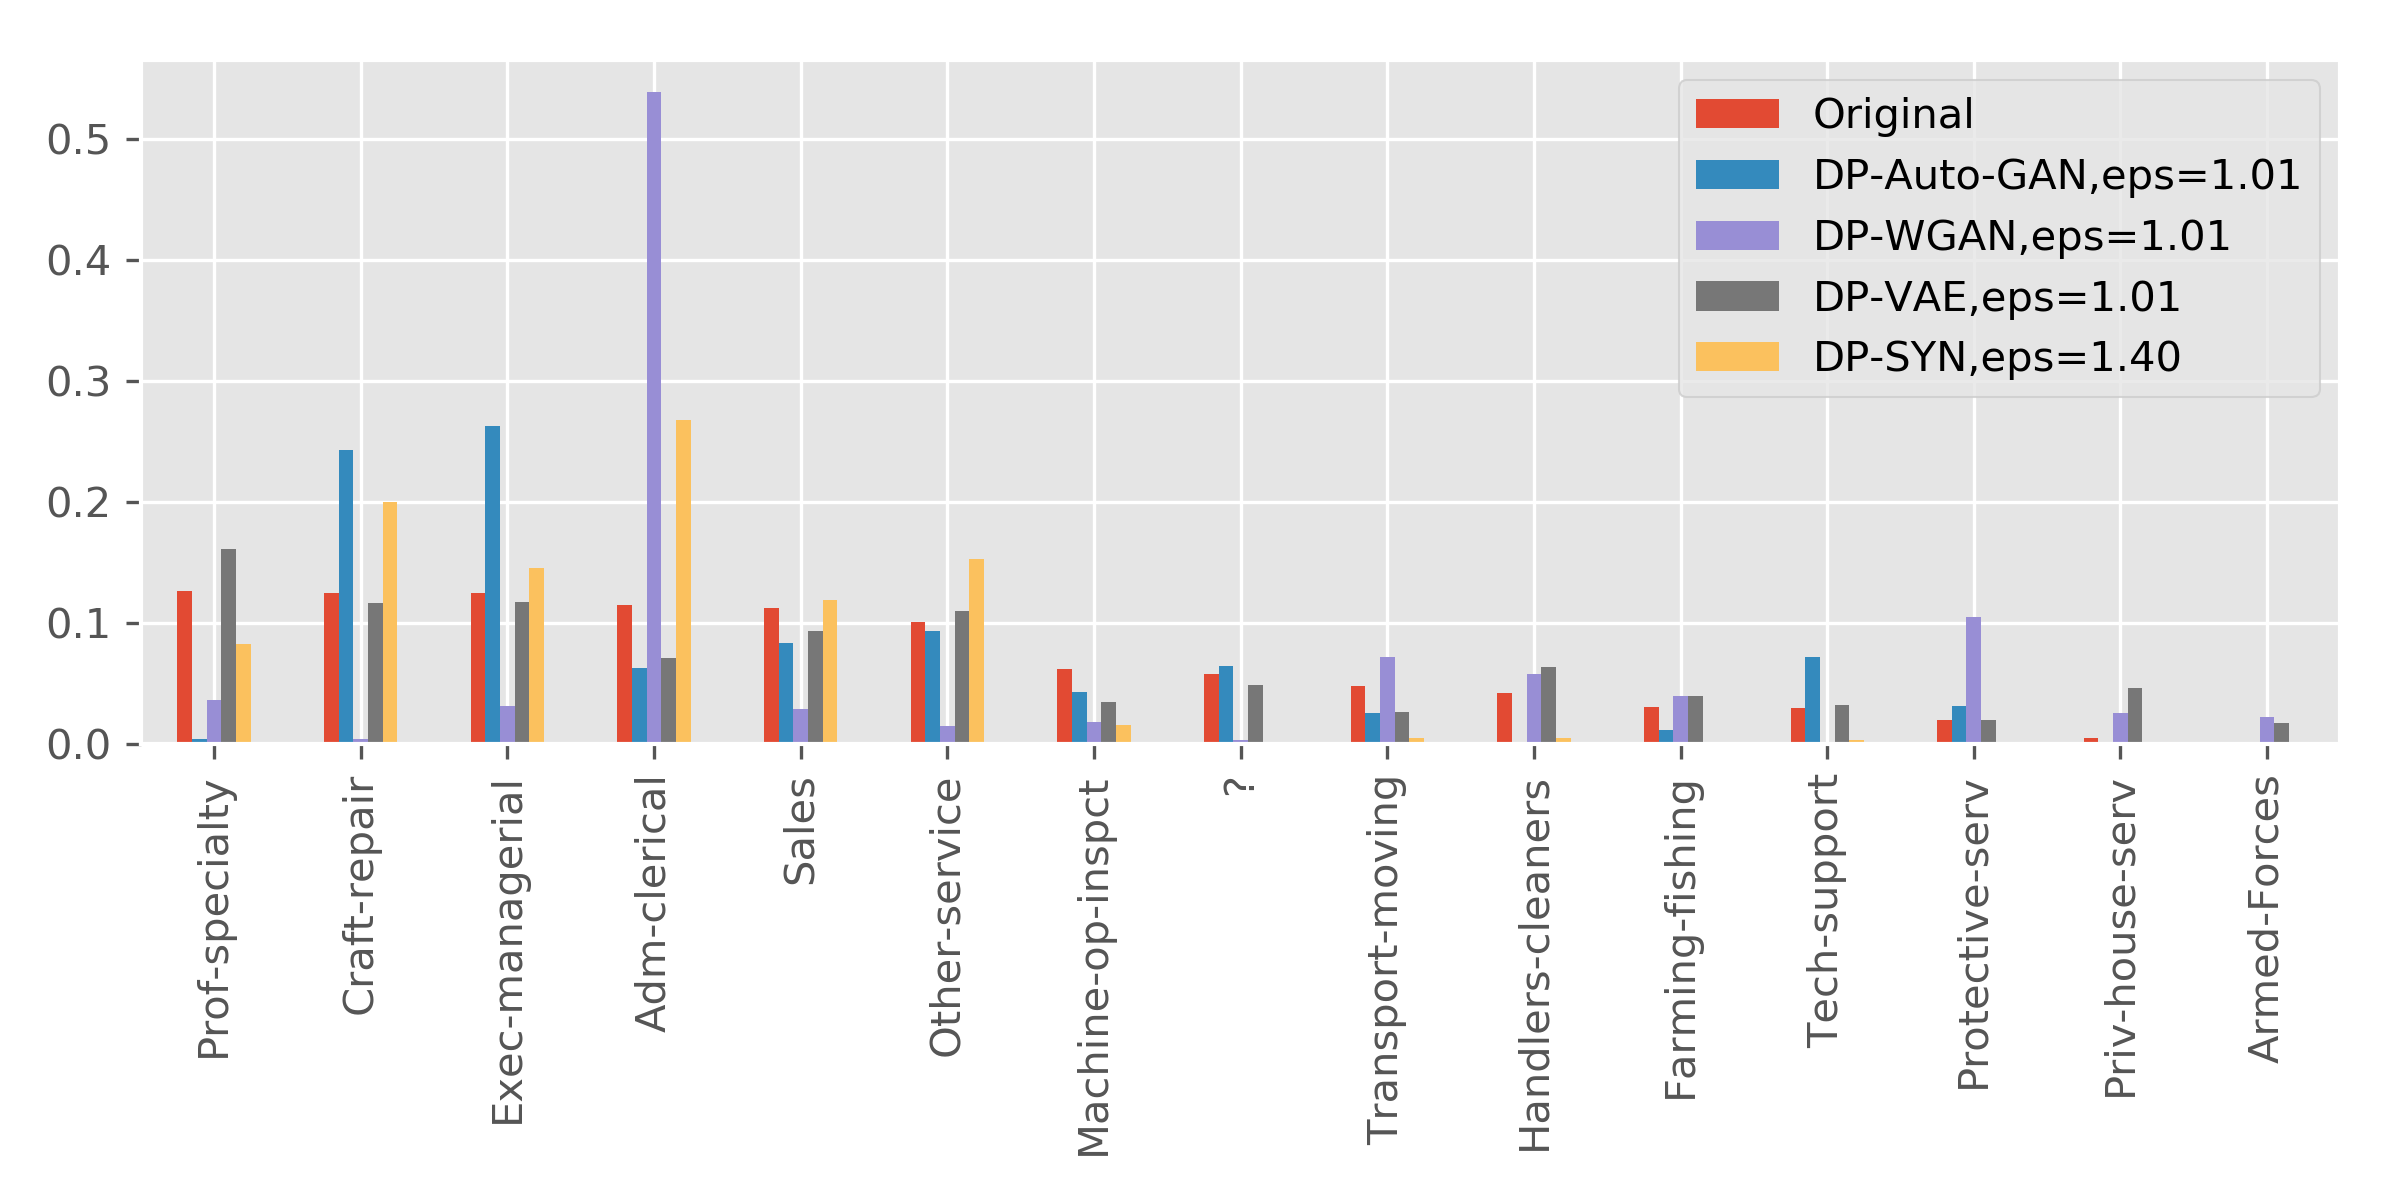 0.5
0.4
0.3
0.2
0.1
0.0
Original
DP-Auto-GAN,eps=1.01
DP-WGAN,eps=1.01
DP-VAE,eps=1.01
DP-SYN,eps=1.40
Prof-specialty
Craft-repair
Exec-managerial
Adm-clerical
Sales
Other-service
Machine-op-inspct
?
Transport-moving
Handlers-cleaners
Farming-fishing
Tech-support
Protective-serv
Priv-house-serv
Armed-Forces